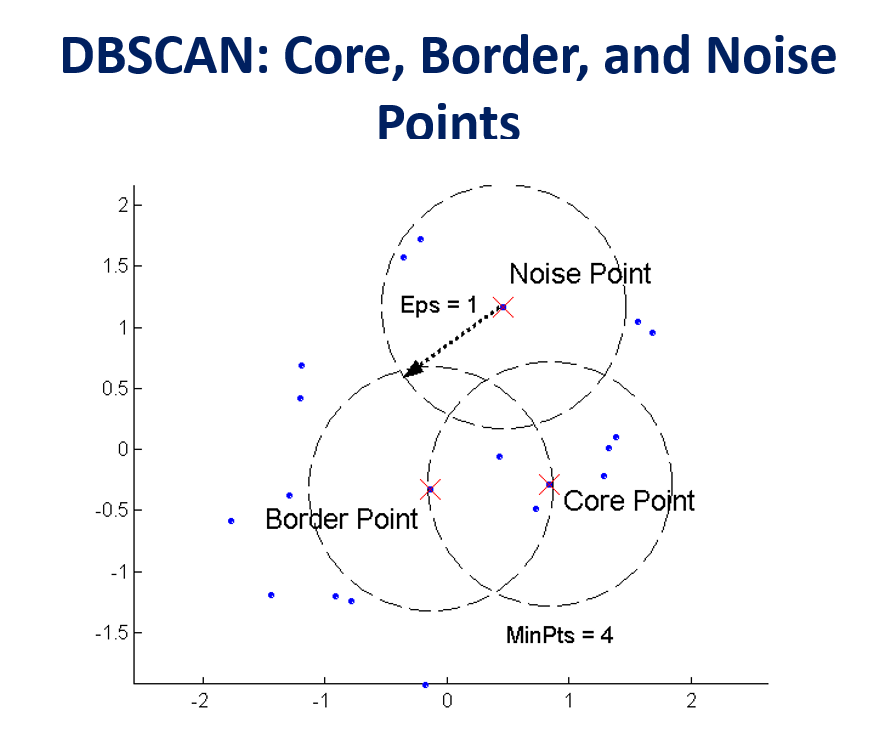 DBSCAN: Core, Border, and Noise
Points
2
1.5
Noise Point
Eps = 1
1
0.5
0
-0.5
Core Point
Border Point
-1
-1.5
MinPts = 4
-2
-1
0
1
2